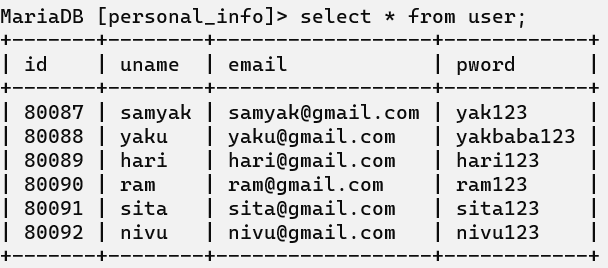 MariaDB [personal_info]> select * from user;
+-------+--------+------------------+------------+
| id    | uname  | email            | pword      |
+-------+--------+------------------+------------+
| 80087 | samyak | samyak@gmail.com | yak123     |
| 80088 | yaku   | yaku@gmail.com   | yakbaba123 |
| 80089 | hari   | hari@gmail.com   | hari123    |
| 80090 | ram    | ram@gmail.com    | ram123     |
| 80091 | sita   | sita@gmail.com   | sita123    |
| 80092 | nivu   | nivu@gmail.com   | nivu123    |
+-------+--------+------------------+------------+